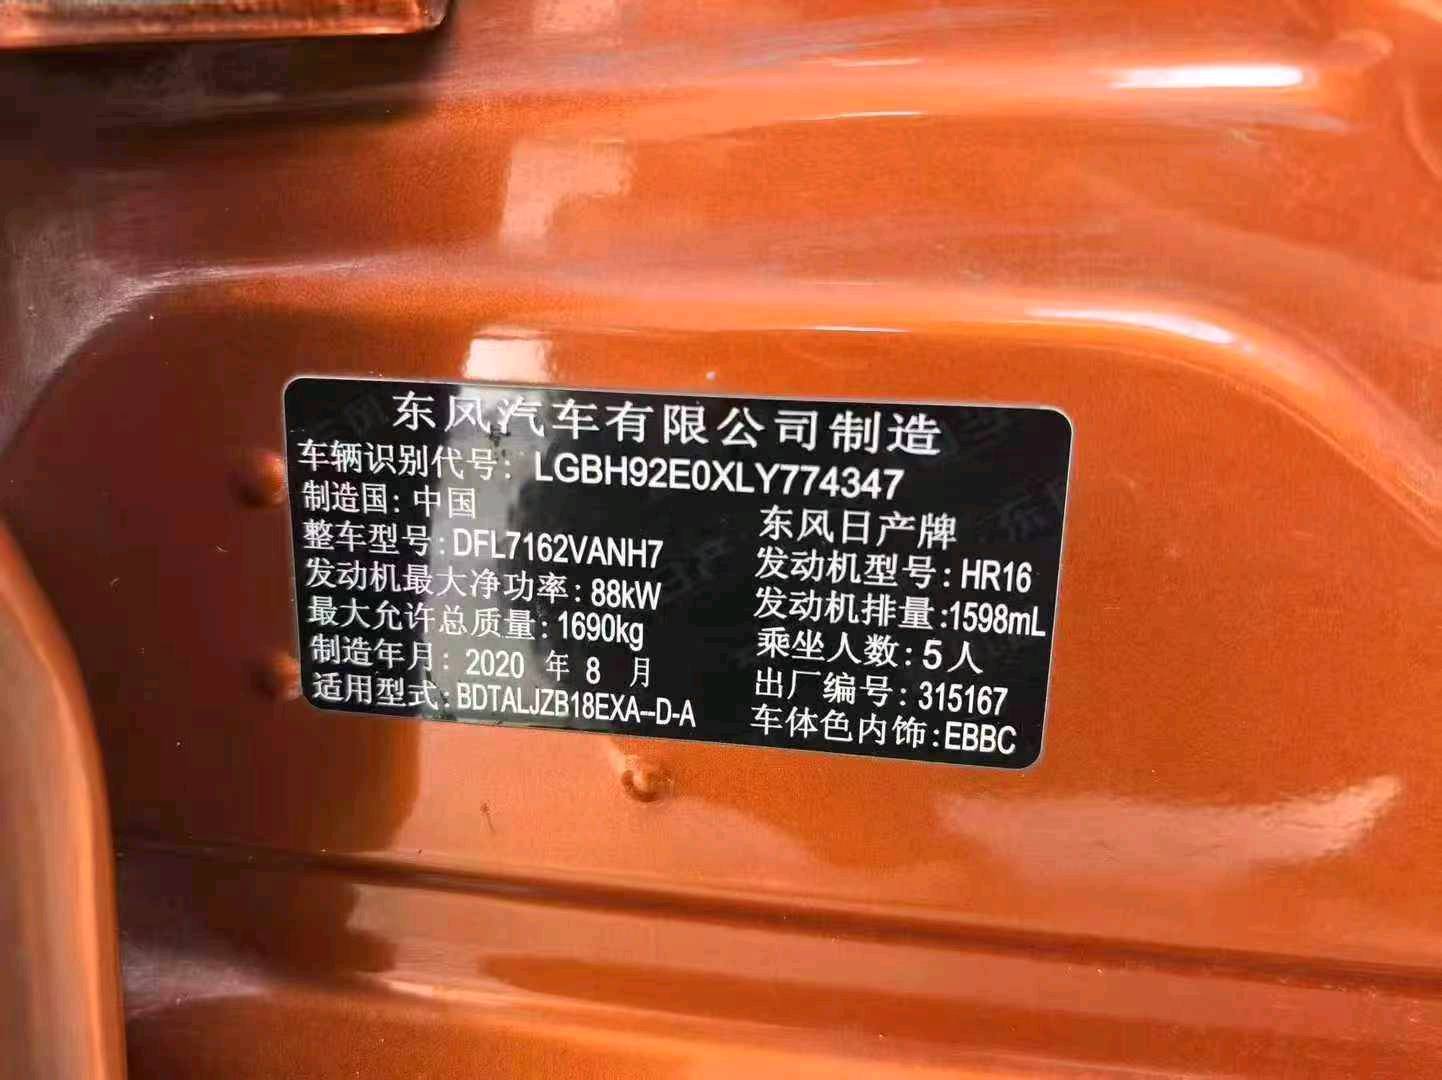 东风汽车有限公司制造
车辆识别代号：LGBH92E0XLY774347
制造国：中国 东风日产牌
整车型号：DFL7162VANH7 发动机型号：HR16
发动机最大净功率：88kW 发动机排量：1598mL
最大允许总质量：1690kg 乘坐人数：5人
制造年月：2020 年 8 月 出厂编号：315167
适用型式：BDTALJZB18EXA--D-A 车体色内饰：EBBC